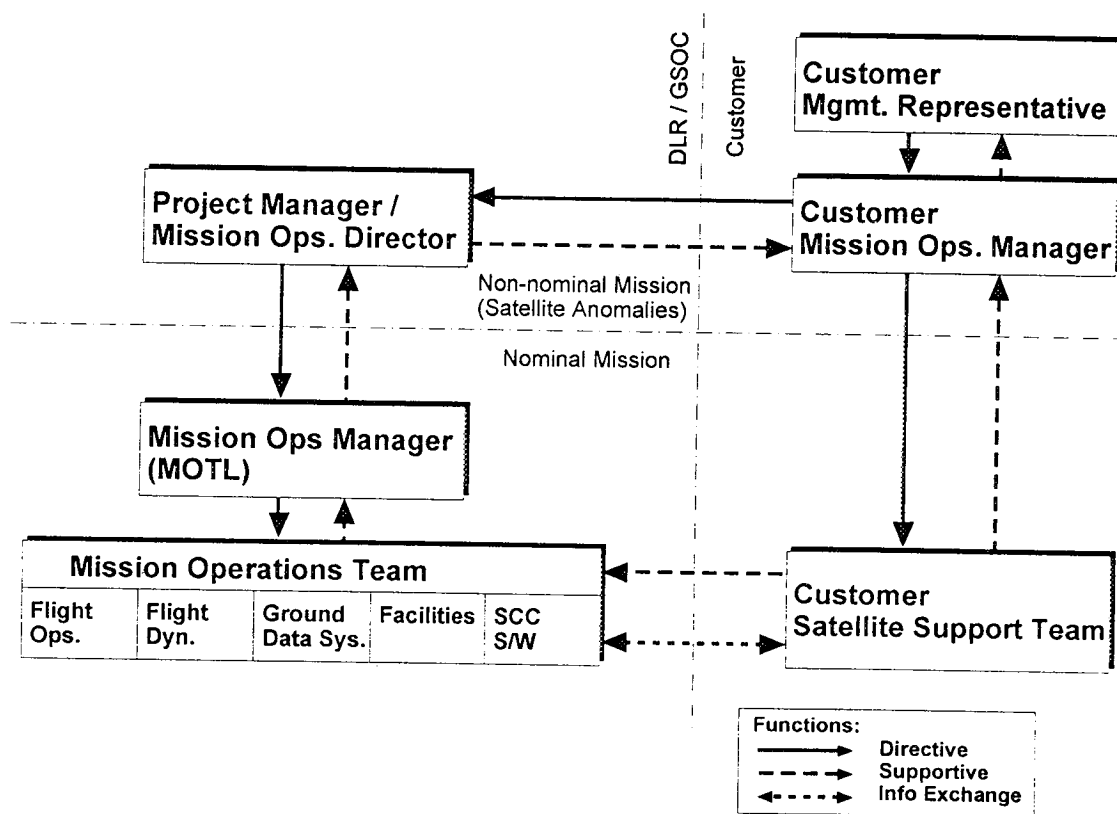 DLR / GSOC
Customer
Customer
Mgmt. Representative
Project Manager /
Mission Ops. Director
Customer
Mission Ops. Manager
Non-nominal Mission
(Satellite Anomalies)
Nominal Mission
Mission Ops Manager
(MOTL)
Mission Operations Team
Flight
Ops.
Flight
Dyn.
Ground
Data Sys.
Facilities
SCC
S/W
Customer
Satellite Support Team
Functions:
Directive
Supportive
Info Exchange